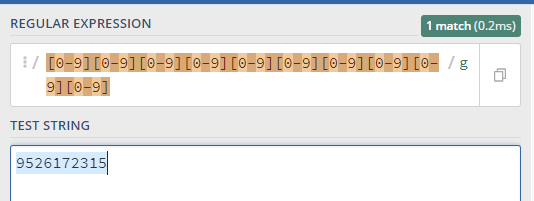 REGULAR EXPRESSION
1 match (0.2ms)
/ [0-9][0-9][0-9][0-9][0-9][0-9][0-9][0-9][0-
9][0-9] / g
TEST STRING
9526172315